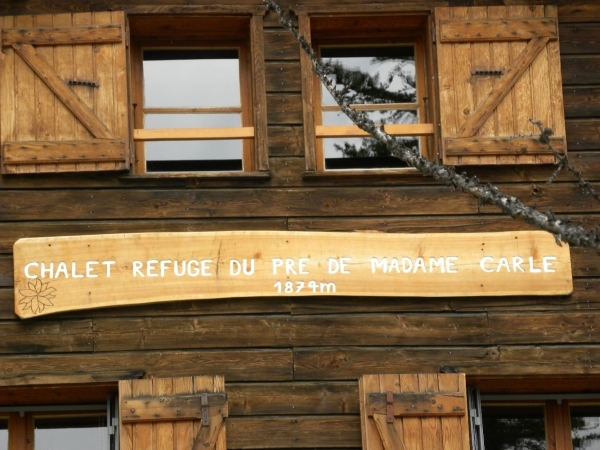 CHALET REFUGE DU PRE DE MADAME CARLE
1874m